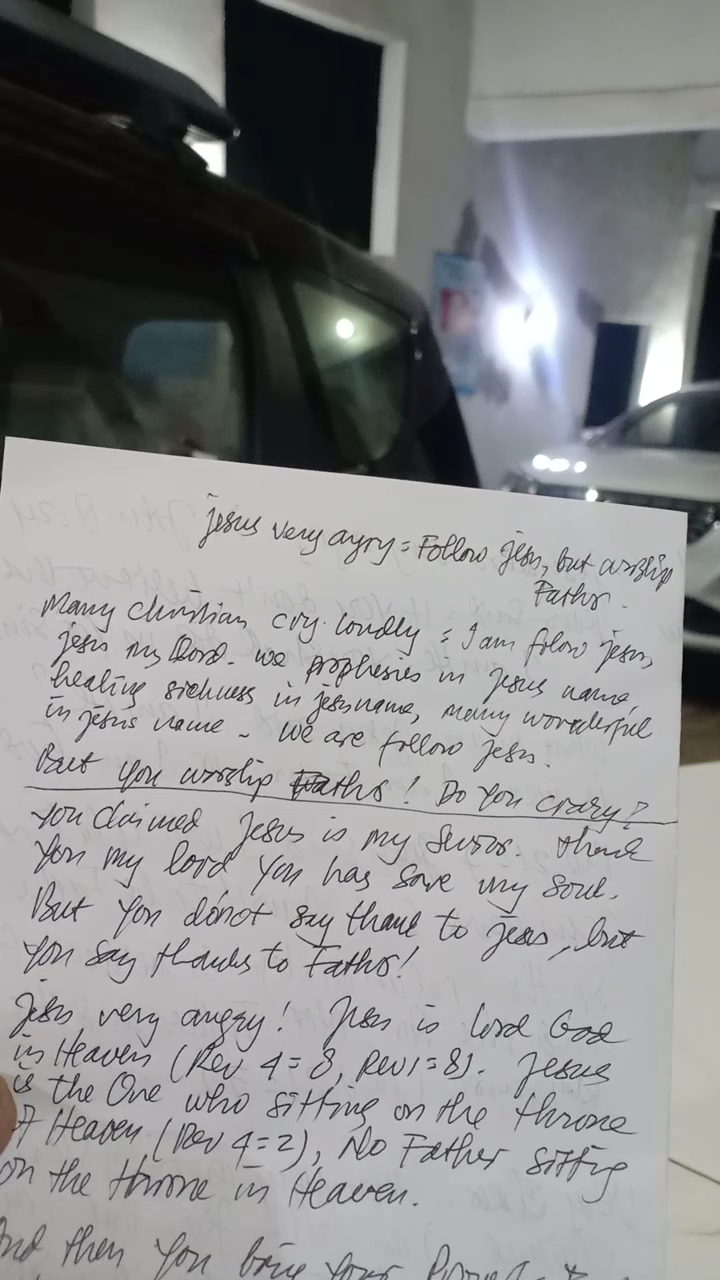 jesus very angry = Follow jesus, but worship
Father.
Many christian cry loudly = I am follow jesus,
jesus my Lord. we prophesies in Jesus name,
healing sickness in jesusname, many wonderful
in jesus name - we are follow Jesus.
But you worship Father! Do you crazy?
You claimed Jesus is my Savior. thank
you my lord you has save my soul.
But you donot say thank to Jesus, but
you say thanks to Father!
Jesus very angry! Jesus is lord God
in Heaven (Rev 4=8, Rev1=8). Jesus
is the One who sitting on the throne
of Heaven (Rev 4=2), No Father sitting
on the throne in Heaven.
And then you your